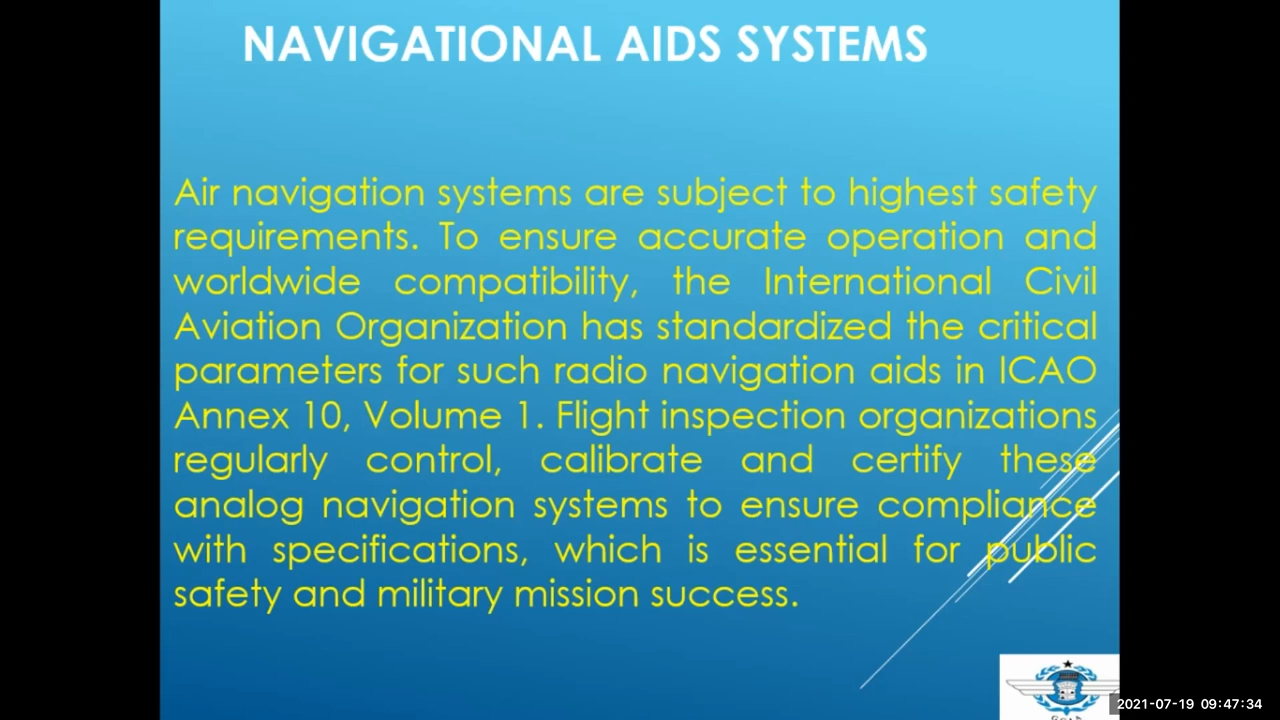 NAVIGATIONAL AIDS SYSTEMS
Air navigation systems are subject to highest safety
requirements. To ensure accurate operation and
worldwide compatibility, the International Civil
Aviation Organization has standardized the critical
parameters for such radio navigation aids in ICAO
Annex 10, Volume 1. Flight inspection organizations
regularly control, calibrate and certify these
analog navigation systems to ensure compliance
with specifications, which is essential for public
safety and military mission success.
2021-07-19 09:47:34